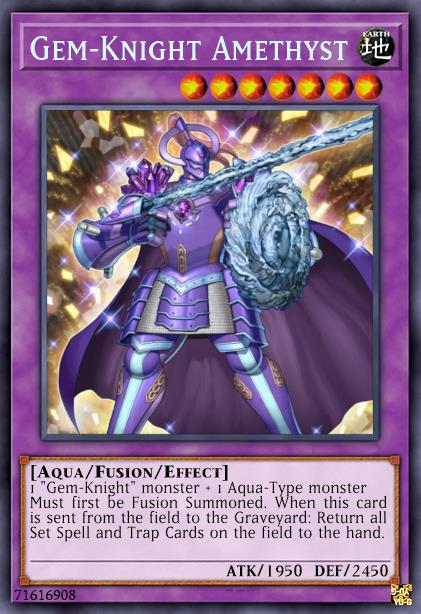 Gem-Knight Amethyst
EARTH
地
[Aqua/Fusion/Effect]
1 "Gem-Knight" monster + 1 Aqua-Type monster
Must first be Fusion Summoned. When this card
is sent from the field to the Graveyard: Return all
Set Spell and Trap Cards on the field to the hand.
ATK/1950 DEF/2450
71616908